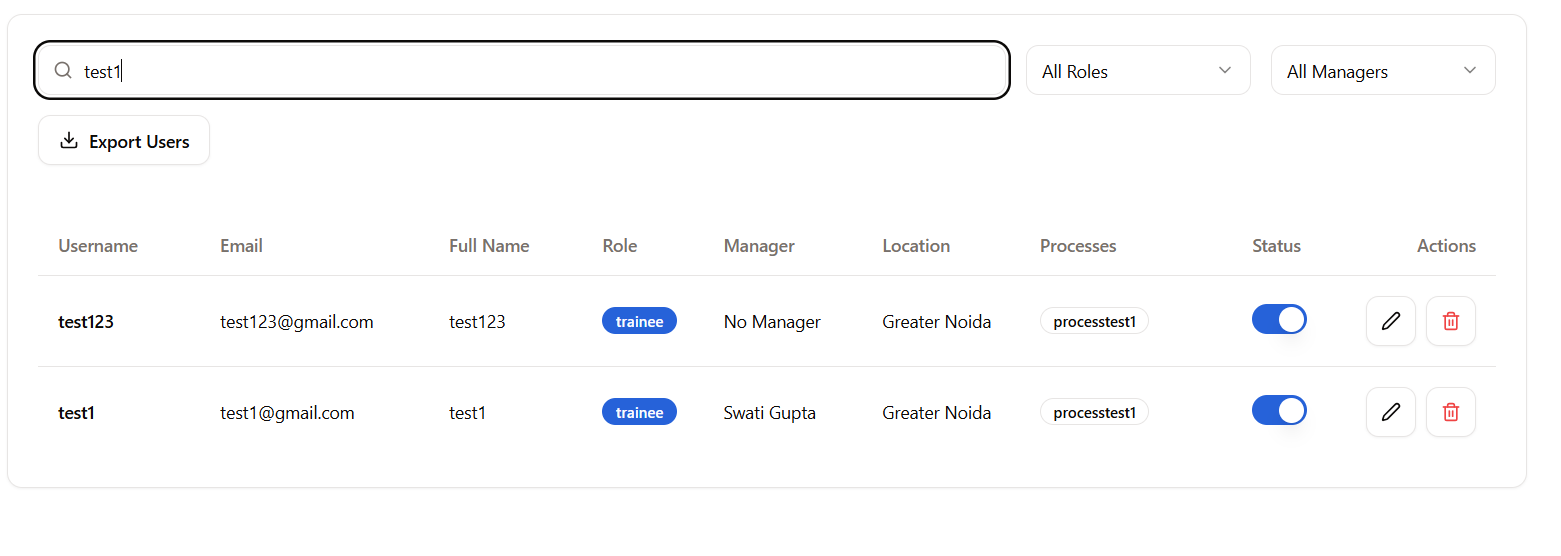 test1 All Roles All Managers
Export Users
Username Email Full Name Role Manager Location Processes Status Actions
test123 test123@gmail.com test123 trainee No Manager Greater Noida processtest1
test1 test1@gmail.com test1 trainee Swati Gupta Greater Noida processtest1